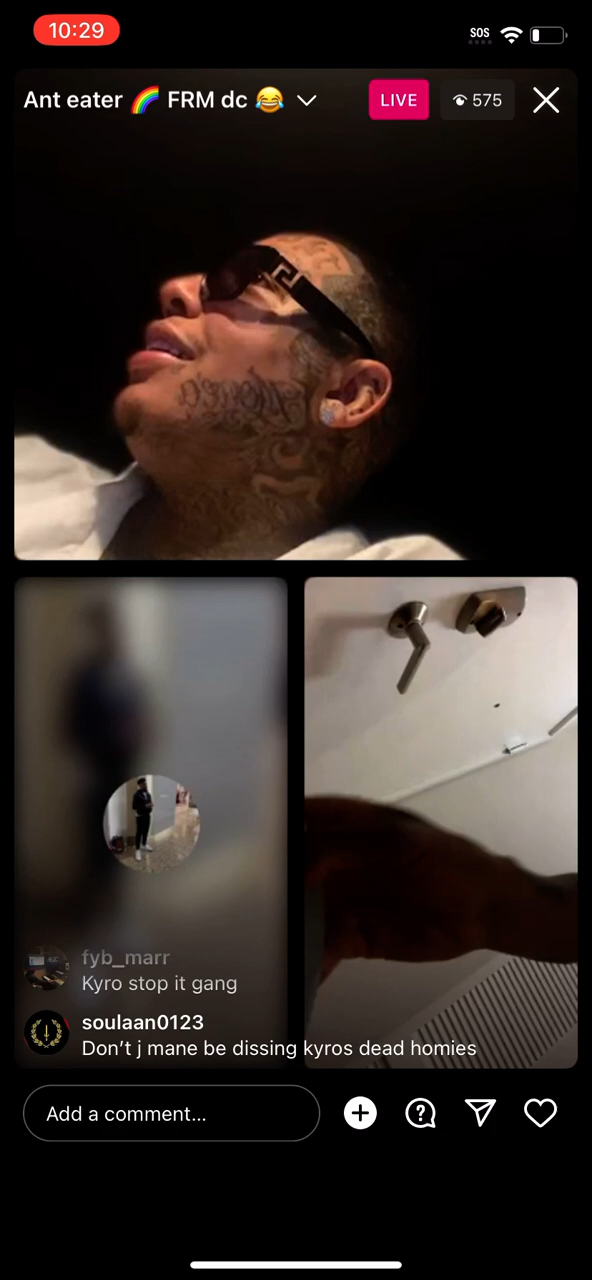 10:29
SOS
Ant eater 🌈 FRM dc 😂
LIVE
575
fyb_marr
Kyro stop it gang
soulaan0123
Don’t j mane be dissing kyros dead homies
Add a comment...